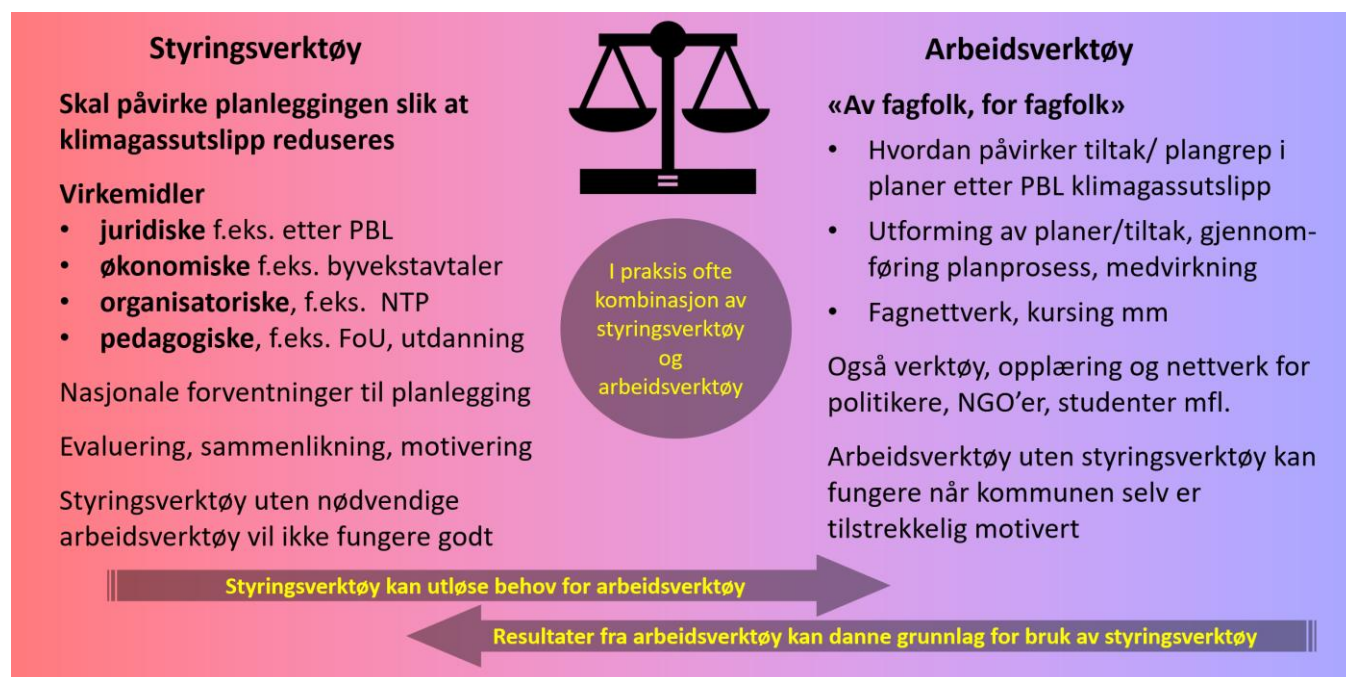 Styringsverktøy
Skal påvirke planleggingen slik at
klimagassutslipp reduseres
Virkemidler
• juridiske f.eks. etter PBL
• økonomiske f.eks. byvekstavtaler
• organisatoriske, f.eks. NTP
• pedagogiske, f.eks. FoU, utdanning
Nasjonale forventninger til planlegging
Evaluering, sammenlikning, motivering
Styringsverktøy uten nødvendige
arbeidsverktøy vil ikke fungere godt
I praksis ofte
kombinasjon av
styringsverktøy
og
arbeidsverktøy
Arbeidsverktøy
«Av fagfolk, for fagfolk»
• Hvordan påvirker tiltak/ plangrep i
planer etter PBL klimagassutslipp
• Utforming av planer/tiltak, gjennom-
føring planprosess, medvirkning
• Fagnettverk, kursing mm
Også verktøy, opplæring og nettverk for
politikere, NGO’er, studenter mfl.
Arbeidsverktøy uten styringsverktøy kan
fungere når kommunen selv er
tilstrekkelig motivert
Styringsverktøy kan utløse behov for arbeidsverktøy
Resultater fra arbeidsverktøy kan danne grunnlag for bruk av styringsverktøy